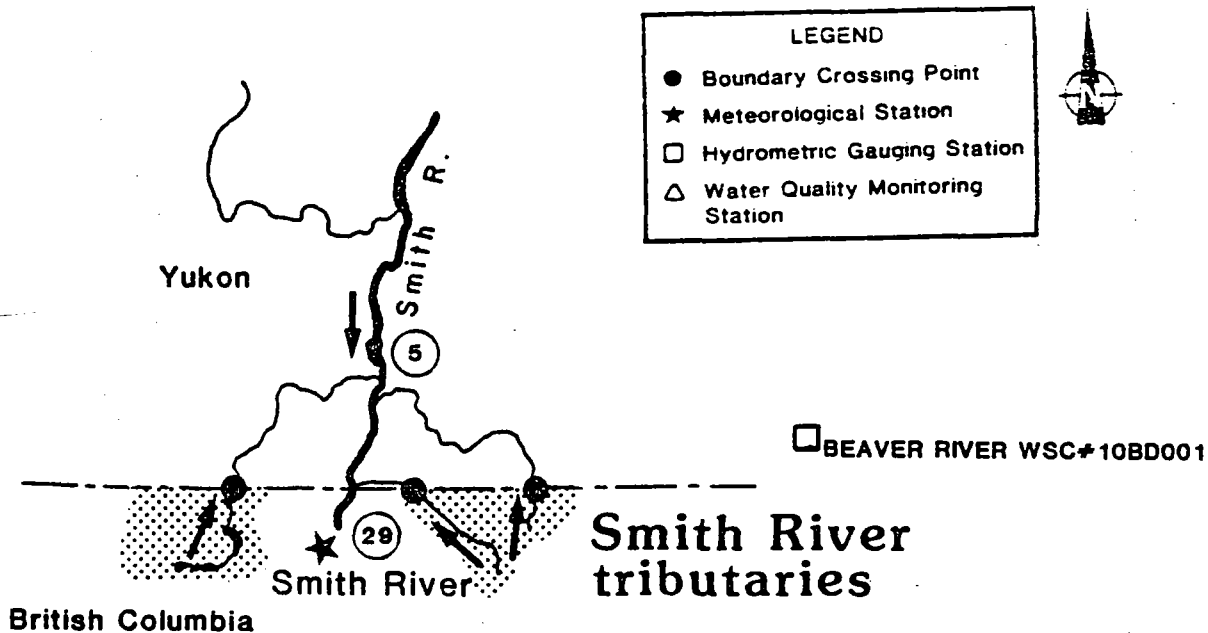 LEGEND
Boundary Crossing Point
Meteorological Station
Hydrometric Gauging Station
Water Quality Monitoring
Station
N
Smith R.
Yukon
5
BEAVER RIVER WSC#10BD001
29
Smith River
Smith River
tributaries
British Columbia